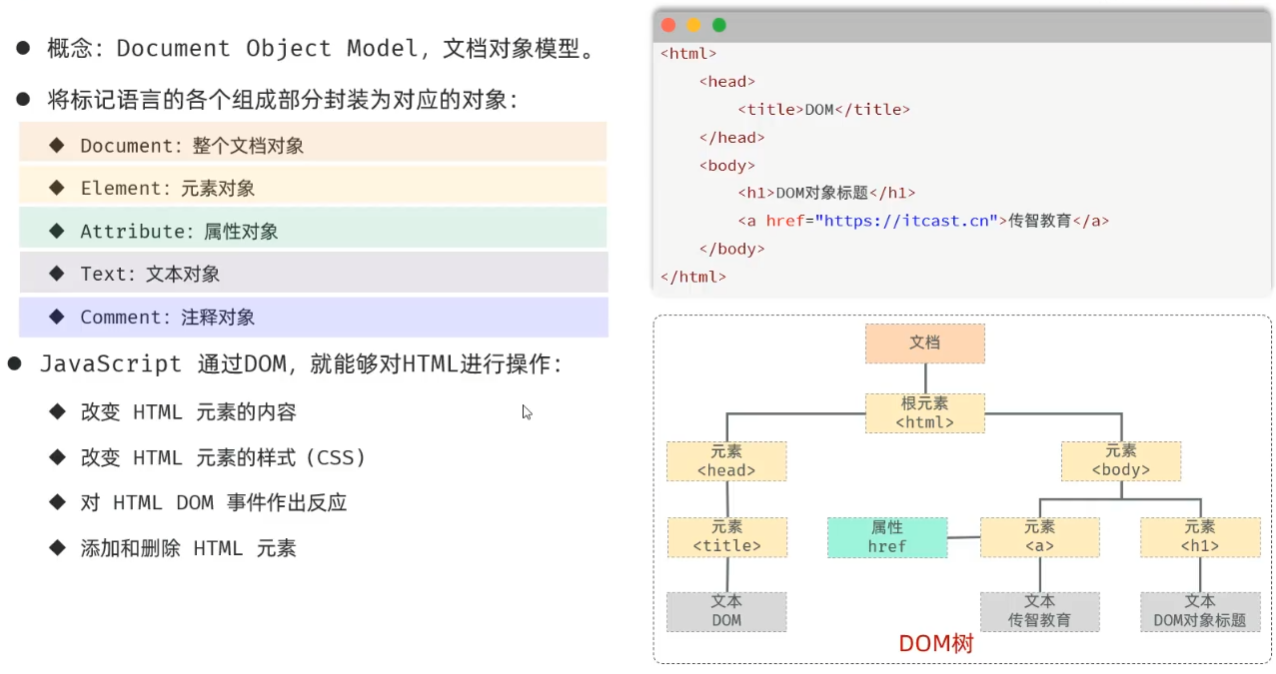 ● 概念：Document Object Model，文档对象模型。
● 将标记语言的各个组成部分封装为对应的对象：
◆ Document：整个文档对象
◆ Element：元素对象
◆ Attribute：属性对象
◆ Text：文本对象
◆ Comment：注释对象
● JavaScript 通过DOM，就能够对HTML进行操作：
◆ 改变 HTML 元素的内容
◆ 改变 HTML 元素的样式（CSS）
◆ 对 HTML DOM 事件作出反应
◆ 添加和删除 HTML 元素
<html>
    <head>
        <title>DOM</title>
    </head>
    <body>
        <h1>DOM对象标题</h1>
        <a href="https://itcast.cn">传智教育</a>
    </body>
</html>
文档
根元素
<html>
元素
<head>
元素
<body>
元素
<title>
属性
href
元素
<a>
元素
<h1>
文本
DOM
文本
传智教育
文本
DOM对象标题
DOM树